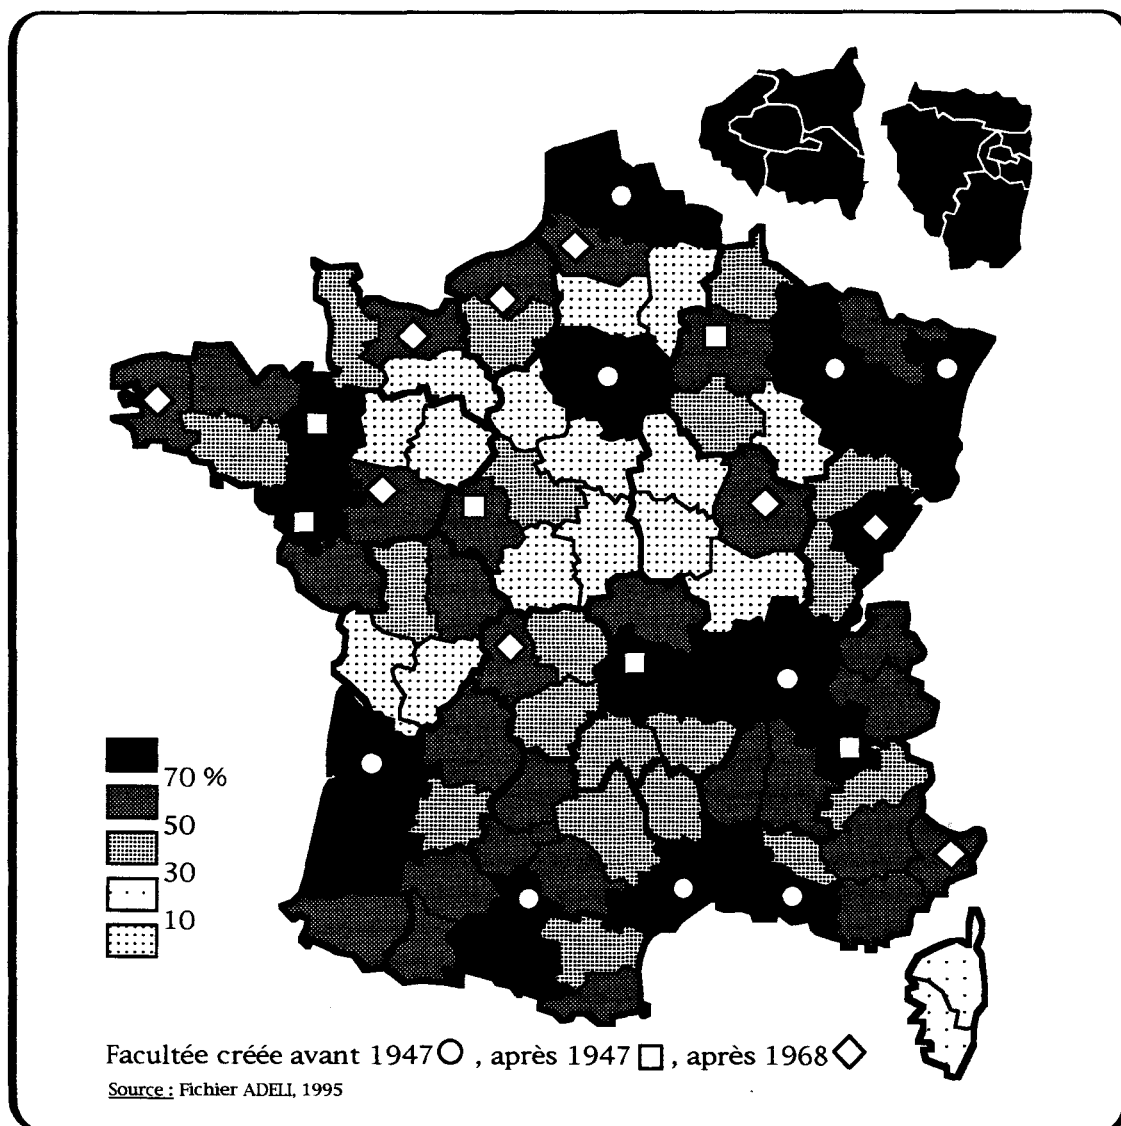 70 %
50
30
10
Facultée créée avant 1947 , après 1947 , après 1968
Source : Fichier ADELI, 1995